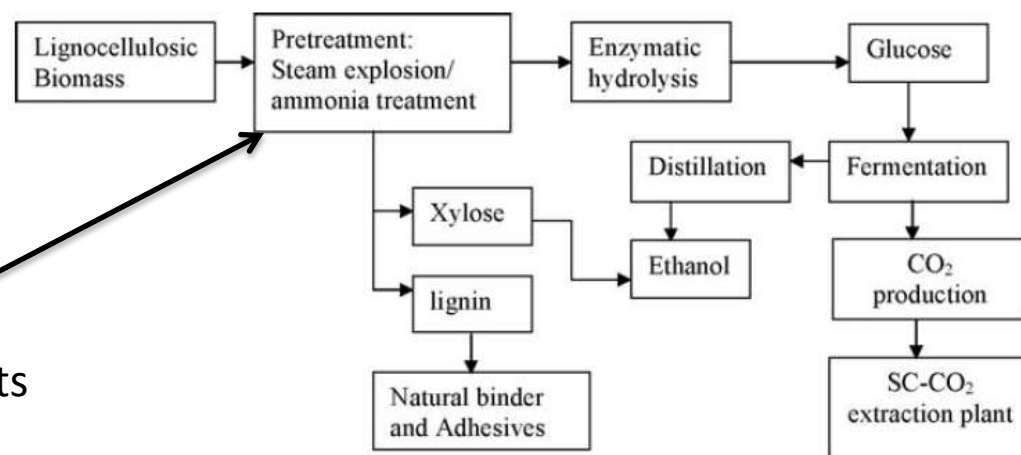 Lignocellulosic
Biomass
Pretreatment:
Steam explosion/
ammonia treatment
Enzymatic
hydrolysis
Glucose
Distillation
Fermentation
Xylose
Ethanol
CO₂
production
lignin
ts
Natural binder
and Adhesives
SC-CO₂
extraction plant